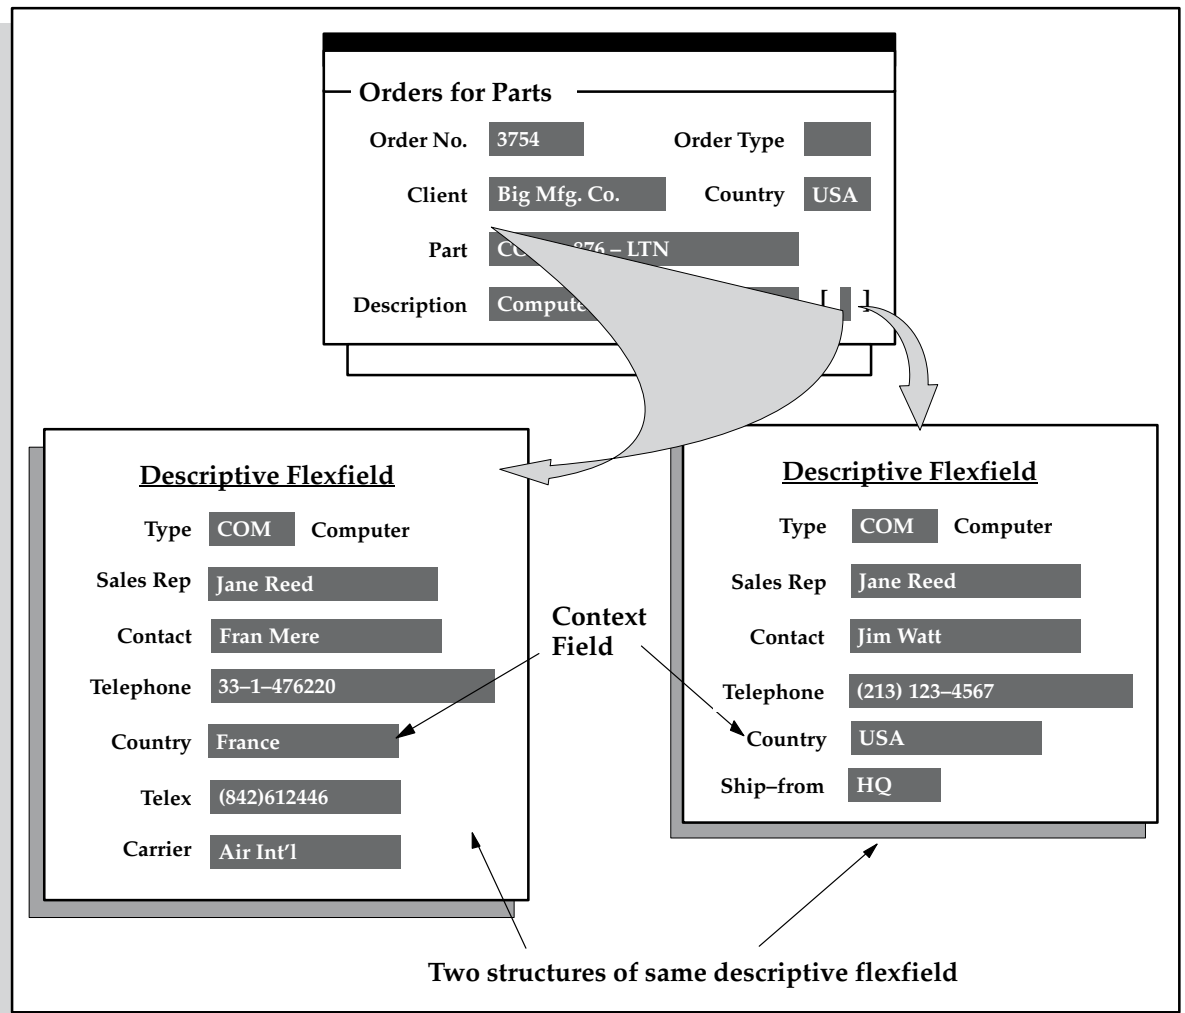 Orders for Parts
Order No. 3754 Order Type
Client Big Mfg. Co. Country USA
Part 876 – LTN
Description [ ]
Descriptive Flexfield
Type COM Computer
Sales Rep Jane Reed
Contact Fran Mere
Telephone 33–1–476220
Country France
Telex (842)612446
Carrier Air Int'l
Context
Field
Descriptive Flexfield
Type COM Computer
Sales Rep Jane Reed
Contact Jim Watt
Telephone (213) 123–4567
Country USA
Ship–from HQ
Two structures of same descriptive flexfield